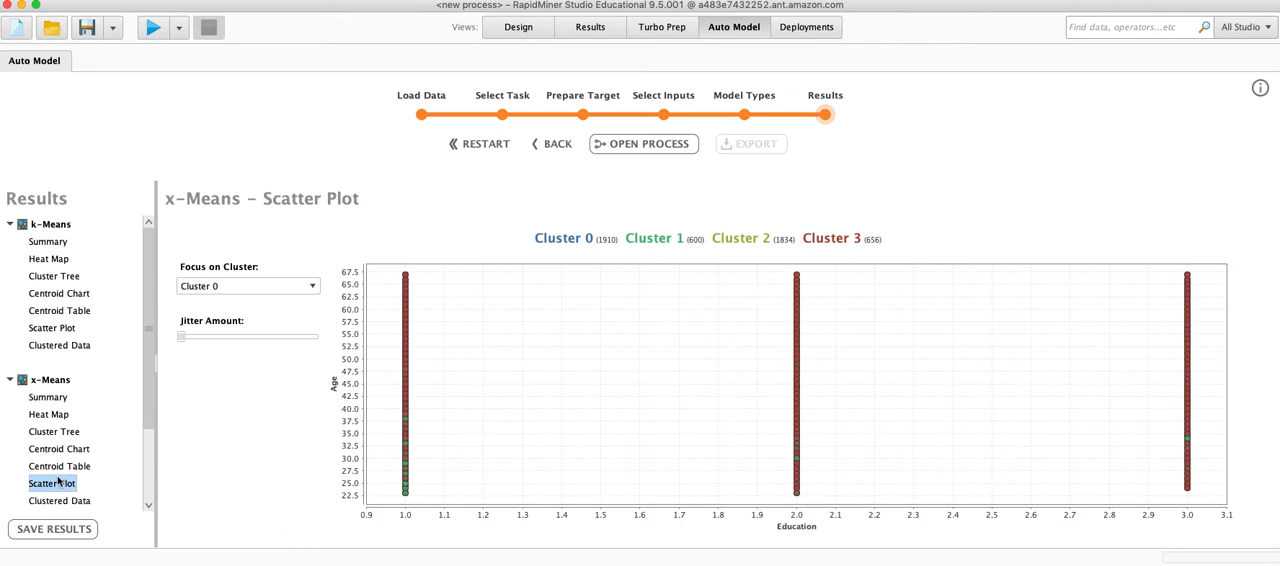 <new process> – RapidMiner Studio Educational 9.5.001 @ a483e7432252.ant.amazon.com
Views: Design Results Turbo Prep Auto Model Deployments Find data, operators...etc All Studio
Auto Model
Load Data Select Task Prepare Target Select Inputs Model Types Results
RESTART BACK OPEN PROCESS EXPORT
Results
k-Means
Summary
Heat Map
Cluster Tree
Centroid Chart
Centroid Table
Scatter Plot
Clustered Data
x-Means
Summary
Heat Map
Cluster Tree
Centroid Chart
Centroid Table
Scatter Plot
Clustered Data
SAVE RESULTS
x-Means – Scatter Plot
Cluster 0 (1910) Cluster 1 (600) Cluster 2 (1834) Cluster 3 (656)
Focus on Cluster:
Cluster 0
Jitter Amount:
Age
67.5
65.0
62.5
60.0
57.5
55.0
52.5
50.0
47.5
45.0
42.5
40.0
37.5
35.0
32.5
30.0
27.5
25.0
22.5
0.9 1.0 1.1 1.2 1.3 1.4 1.5 1.6 1.7 1.8 1.9 2.0 2.1 2.2 2.3 2.4 2.5 2.6 2.7 2.8 2.9 3.0 3.1
Education